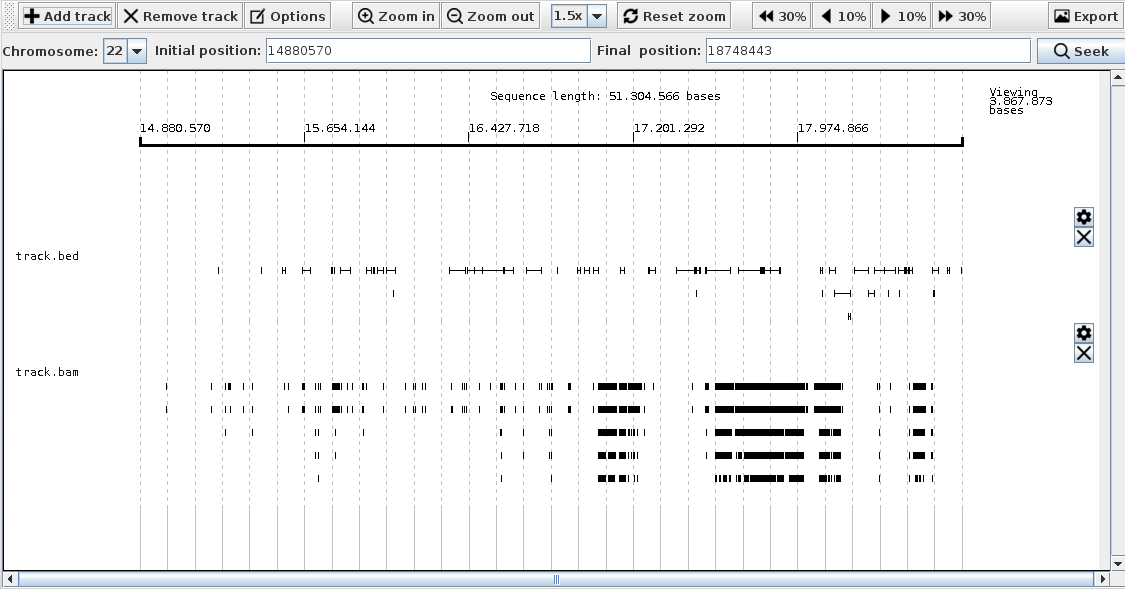 Add track Remove track Options Zoom in Zoom out 1.5x Reset zoom 30% 10% 10% 30% Export
Chromosome: 22 Initial position: 14880570 Final position: 18748443 Seek
Sequence length: 51.304.566 bases
Viewing
3.867.873
bases
14.880.570 15.654.144 16.427.718 17.201.292 17.974.866
track.bed
track.bam